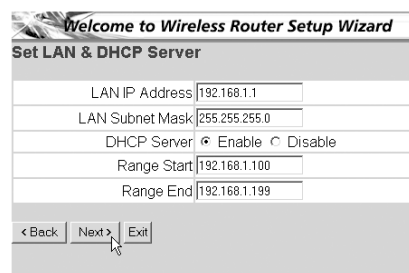 Welcome to Wireless Router Setup Wizard
Set LAN & DHCP Server
LAN IP Address 192.168.1.1
LAN Subnet Mask 255.255.255.0
DHCP Server Enable Disable
Range Start 192.168.1.100
Range End 192.168.1.199
< Back Next > Exit